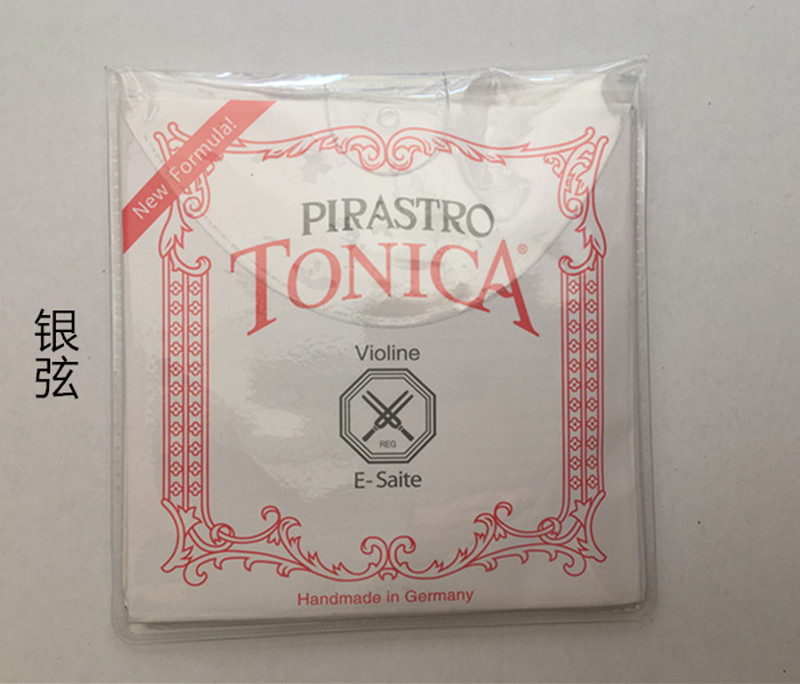 New Formula!
PIRASTRO
TONICA®
Violine
REG
E-Saite
Handmade in Germany
银弦